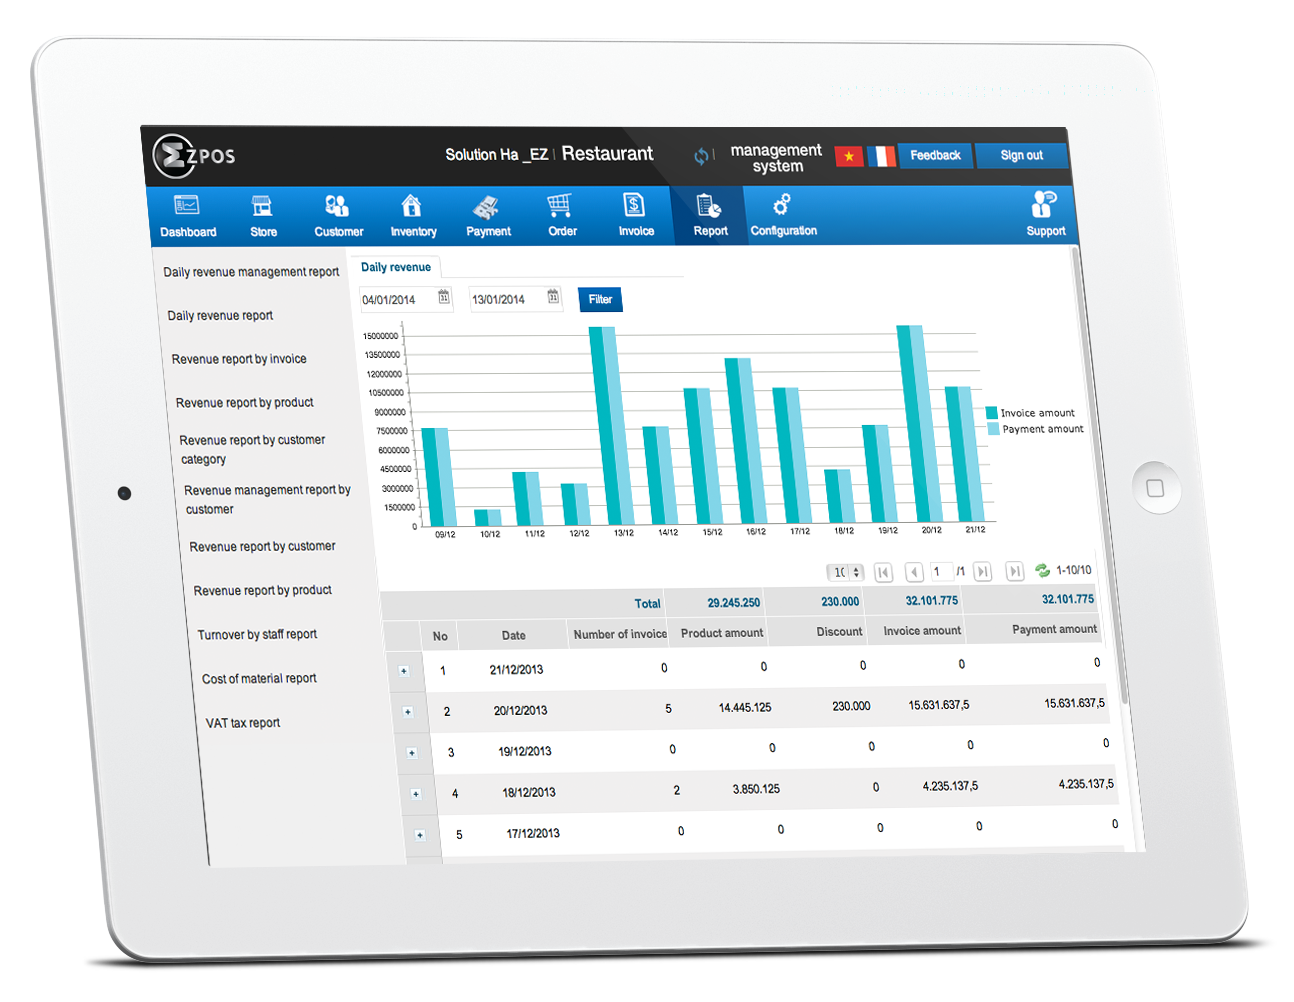 ΣZPOS
Solution Ha _EZ | Restaurant
management
system
Feedback
Sign out
Dashboard
Store
Customer
Inventory
Payment
Order
Invoice
Report
Configuration
Support
Daily revenue management report
Daily revenue report
Revenue report by invoice
Revenue report by product
Revenue report by customer
category
Revenue management report by
customer
Revenue report by customer
Revenue report by product
Turnover by staff report
Cost of material report
VAT tax report
Daily revenue
04/01/2014 31 13/01/2014 31 Filter
15000000
13500000
12000000
10500000
9000000
7500000
6000000
4500000
3000000
1500000
0
09/12 10/12 11/12 12/12 13/12 14/12 15/12 16/12 17/12 18/12 19/12 20/12 21/12
Invoice amount
Payment amount
10 1 /1 1-10/10
Total 29.245.250 230.000 32.101.775 32.101.775
No Date Number of invoice Product amount Discount Invoice amount Payment amount
+ 1 21/12/2013 0 0 0 0 0
+ 2 20/12/2013 5 14.445.125 230.000 15.631.637,5 15.631.637,5
+ 3 19/12/2013 0 0 0 0 0
+ 4 18/12/2013 2 3.850.125 0 4.235.137,5 4.235.137,5
+ 5 17/12/2013 0 0 0 0 0